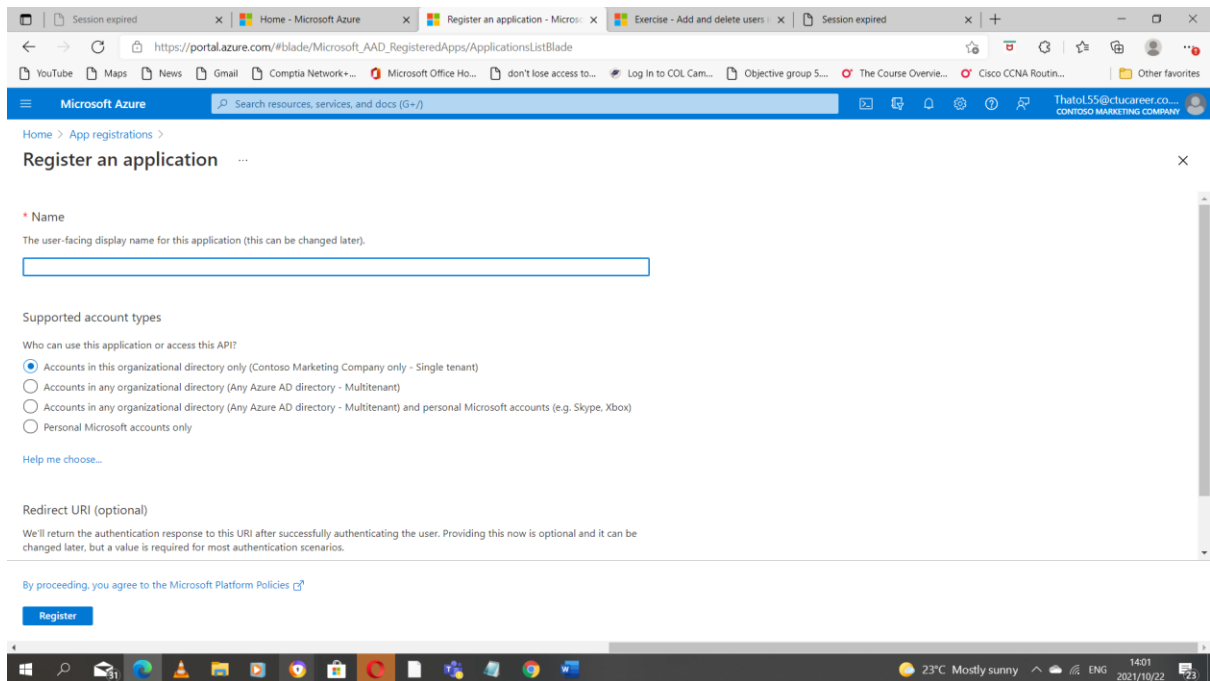 Session expired
Home - Microsoft Azure
Register an application - Microsc
Exercise - Add and delete users
Session expired
https://portal.azure.com/#blade/Microsoft_AAD_RegisteredApps/ApplicationsListBlade
YouTube Maps News Gmail Comptia Network+... Microsoft Office Ho... don't lose access to... Log In to COL Cam... Objective group 5.... The Course Overvie... Cisco CCNA Routin... Other favorites
Microsoft Azure
Search resources, services, and docs (G+/)
Thatol.55@ctucareer.co....
CONTOSO MARKETING COMPANY
Home > App registrations >
Register an application ...
* Name
The user-facing display name for this application (this can be changed later).
Supported account types
Who can use this application or access this API?
Accounts in this organizational directory only (Contoso Marketing Company only - Single tenant)
Accounts in any organizational directory (Any Azure AD directory - Multitenant)
Accounts in any organizational directory (Any Azure AD directory - Multitenant) and personal Microsoft accounts (e.g. Skype, Xbox)
Personal Microsoft accounts only
Help me choose...
Redirect URI (optional)
We'll return the authentication response to this URI after successfully authenticating the user. Providing this now is optional and it can be
changed later, but a value is required for most authentication scenarios.
By proceeding, you agree to the Microsoft Platform Policies
Register
31
23°C Mostly sunny
ENG
14:01
2021/10/22
23